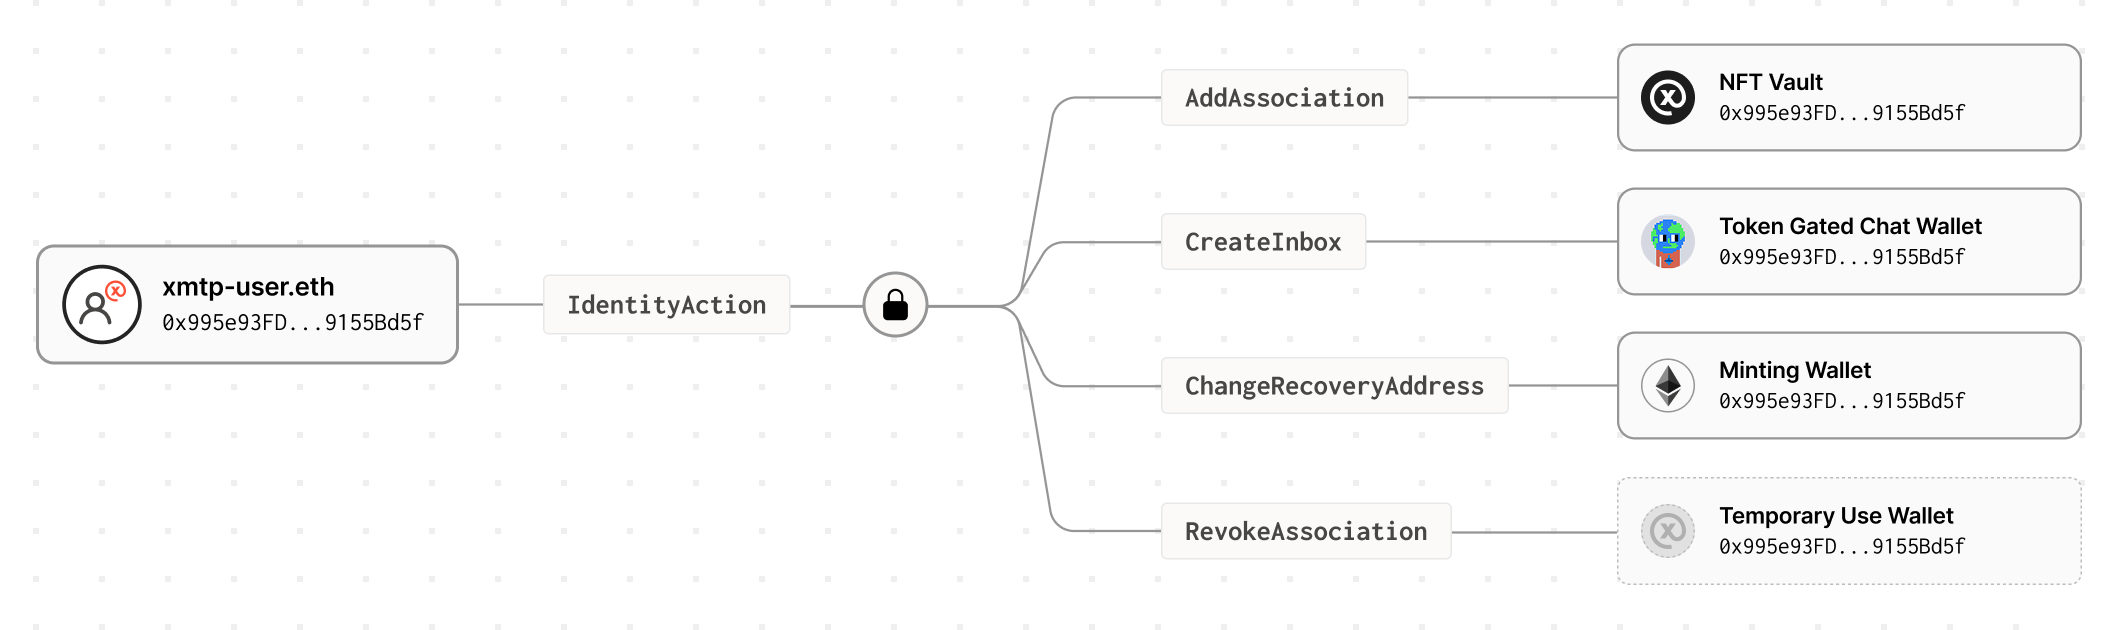 xmtp-user.eth
0x995e93FD...9155Bd5f
IdentityAction
AddAssociation
NFT Vault
0x995e93FD...9155Bd5f
CreateInbox
Token Gated Chat Wallet
0x995e93FD...9155Bd5f
ChangeRecoveryAddress
Minting Wallet
0x995e93FD...9155Bd5f
RevokeAssociation
Temporary Use Wallet
0x995e93FD...9155Bd5f